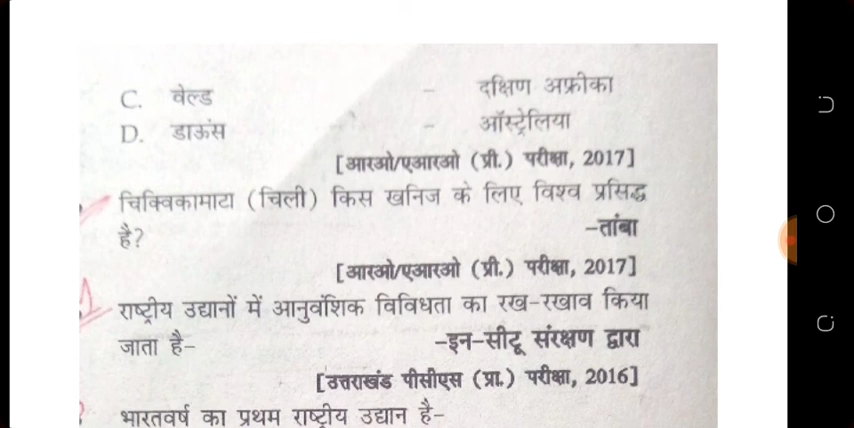 C. वेल्ड – दक्षिण अफ्रीका
D. डाऊंस – ऑस्ट्रेलिया
[आरओ/एआरओ (प्री.) परीक्षा, 2017]
चिक्विकामाटा (चिली) किस खनिज के लिए विश्व प्रसिद्ध
है? –तांबा
[आरओ/एआरओ (प्री.) परीक्षा, 2017]
राष्ट्रीय उद्यानों में आनुवंशिक विविधता का रख-रखाव किया
जाता है– –इन-सीटू संरक्षण द्वारा
[उत्तराखंड पीसीएस (प्रा.) परीक्षा, 2016]
भारतवर्ष का प्रथम राष्ट्रीय उद्यान है–